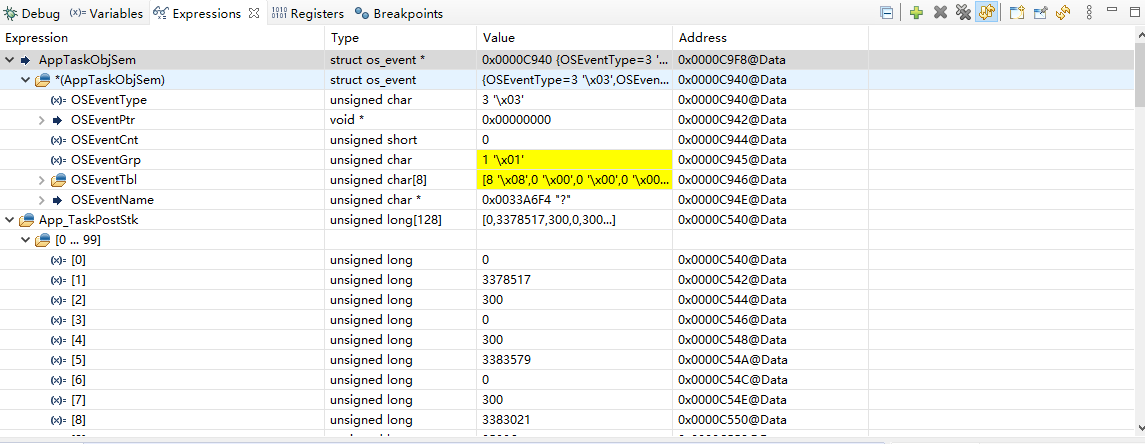 Debug (x)= Variables Expressions Registers Breakpoints
Expression Type Value Address
AppTaskObjSem struct os_event * 0x0000C940 {OSEventType=3 '... 0x0000C9F8@Data
*(AppTaskObjSem) struct os_event {OSEventType=3 '\x03',OSEven... 0x0000C940@Data
(x)= OSEventType unsigned char 3 '\x03' 0x0000C940@Data
OSEventPtr void * 0x00000000 0x0000C942@Data
(x)= OSEventCnt unsigned short 0 0x0000C944@Data
(x)= OSEventGrp unsigned char 1 '\x01' 0x0000C945@Data
OSEventTbl unsigned char[8] [8 '\x08',0 '\x00',0 '\x00',0 '\x00... 0x0000C946@Data
OSEventName unsigned char * 0x0033A6F4 "?" 0x0000C94E@Data
App_TaskPostStk unsigned long[128] [0,3378517,300,0,300...] 0x0000C540@Data
[0 ... 99]
(x)= [0] unsigned long 0 0x0000C540@Data
(x)= [1] unsigned long 3378517 0x0000C542@Data
(x)= [2] unsigned long 300 0x0000C544@Data
(x)= [3] unsigned long 0 0x0000C546@Data
(x)= [4] unsigned long 300 0x0000C548@Data
(x)= [5] unsigned long 3383579 0x0000C54A@Data
(x)= [6] unsigned long 0 0x0000C54C@Data
(x)= [7] unsigned long 300 0x0000C54E@Data
(x)= [8] unsigned long 3383021 0x0000C550@Data